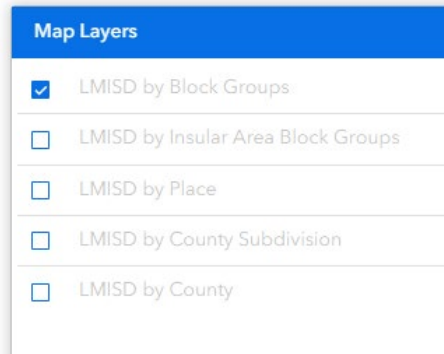 Map Layers
LMISD by Block Groups
LMISD by Insular Area Block Groups
LMISD by Place
LMISD by County Subdivision
LMISD by County